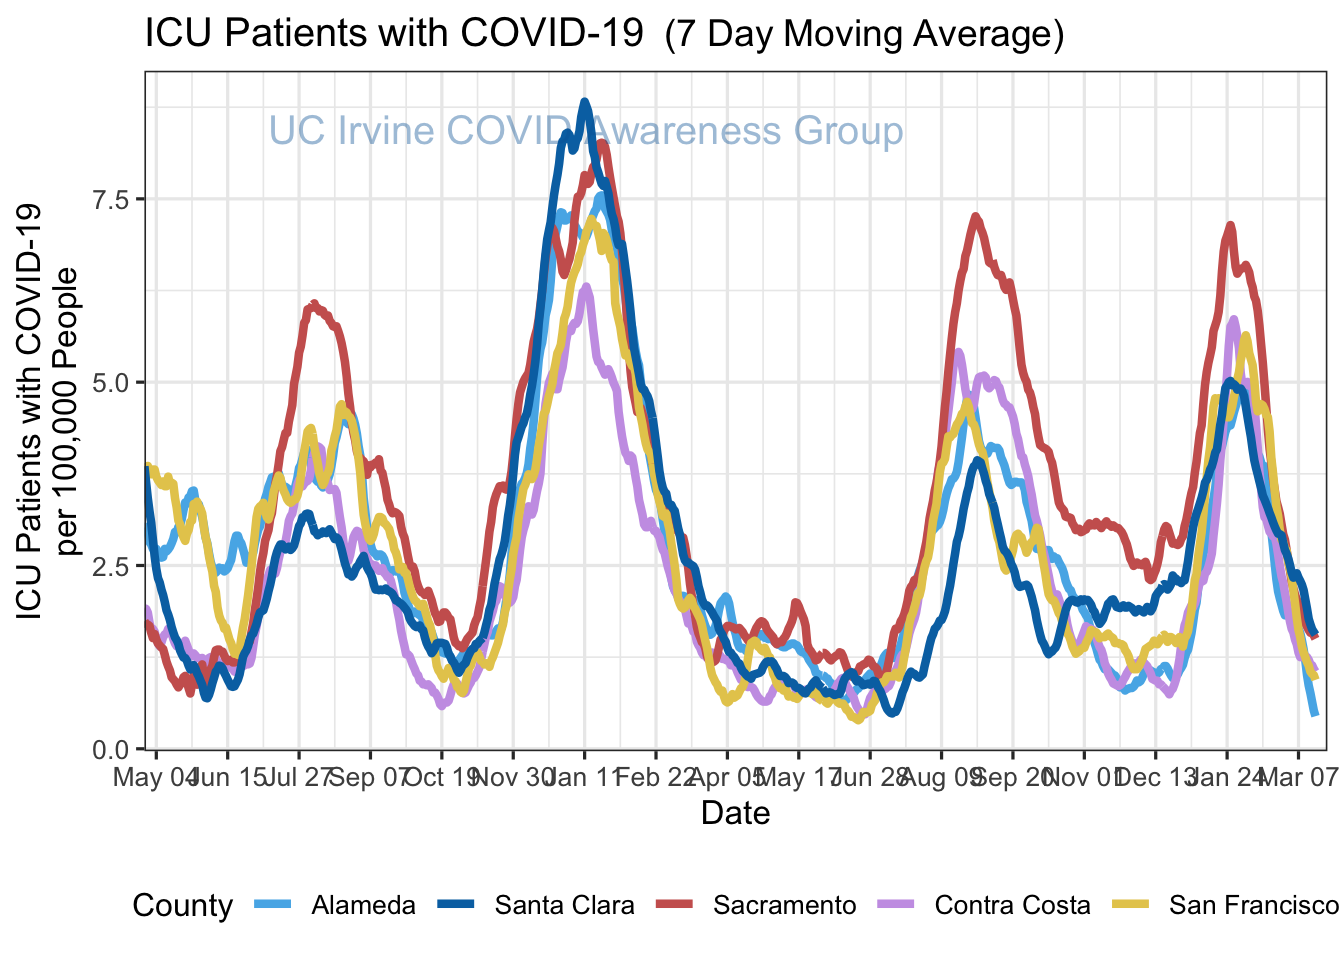 ICU Patients with COVID-19  (7 Day Moving Average)
UC Irvine COVID Awareness Group
ICU Patients with COVID-19
per 100,000 People
7.5
5.0
2.5
0.0
May 04 Jun 15 Jul 27 Sep 07 Oct 19 Nov 30 Jan 11 Feb 22 Apr 05 May 17 Jun 28 Aug 09 Sep 20 Nov 01 Dec 13 Jan 24 Mar 07
Date
County Alameda Santa Clara Sacramento Contra Costa San Francisco